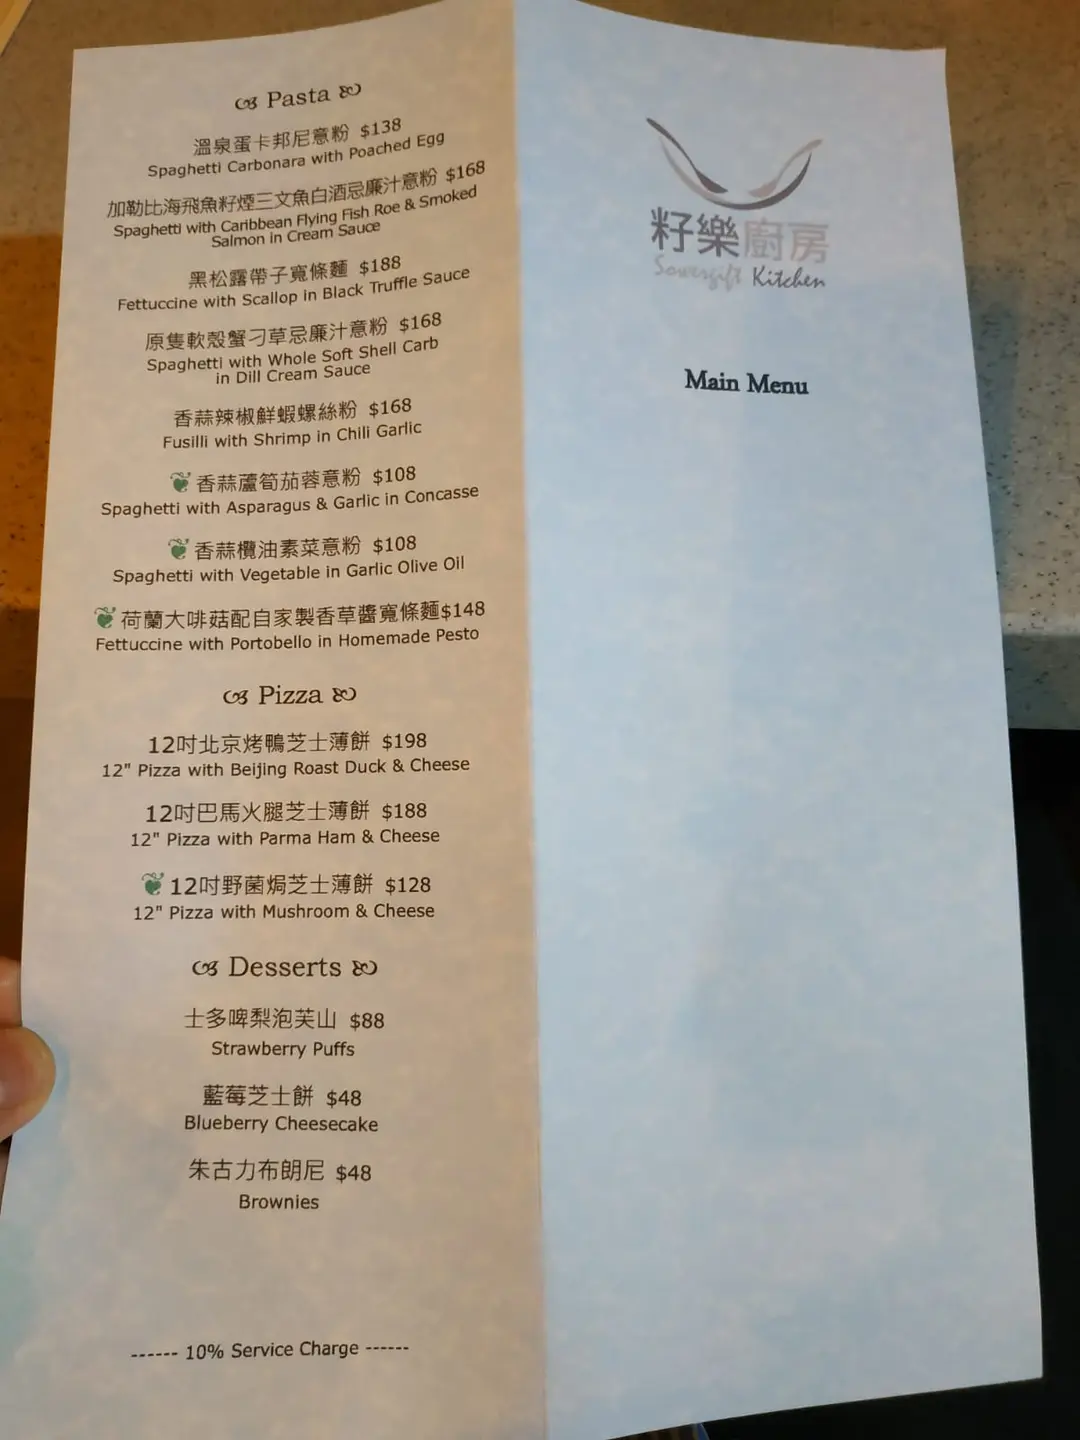 Pasta
溫泉蛋卡邦尼意粉 $138
Spaghetti Carbonara with Poached Egg
加勒比海飛魚籽煙三文魚白酒忌廉汁意粉 $168
Spaghetti with Caribbean Flying Fish Roe & Smoked
Salmon in Cream Sauce
黑松露帶子寬條麵 $188
Fettuccine with Scallop in Black Truffle Sauce
原隻軟殼蟹刁草忌廉汁意粉 $168
Spaghetti with Whole Soft Shell Carb
in Dill Cream Sauce
香蒜辣椒鮮蝦螺絲粉 $168
Fusilli with Shrimp in Chili Garlic
香蒜蘆筍茄蓉意粉 $108
Spaghetti with Asparagus & Garlic in Concasse
香蒜欖油素菜意粉 $108
Spaghetti with Vegetable in Garlic Olive Oil
荷蘭大啡菇配自家製香草醬寬條麵$148
Fettuccine with Portobello in Homemade Pesto
Pizza
12吋北京烤鴨芝士薄餅 $198
12" Pizza with Beijing Roast Duck & Cheese
12吋巴馬火腿芝士薄餅 $188
12" Pizza with Parma Ham & Cheese
12吋野菌焗芝士薄餅 $128
12" Pizza with Mushroom & Cheese
Desserts
士多啤梨泡芙山 $88
Strawberry Puffs
藍莓芝士餅 $48
Blueberry Cheesecake
朱古力布朗尼 $48
Brownies
------ 10% Service Charge ------
籽樂廚房
Sowersgift Kitchen
Main Menu